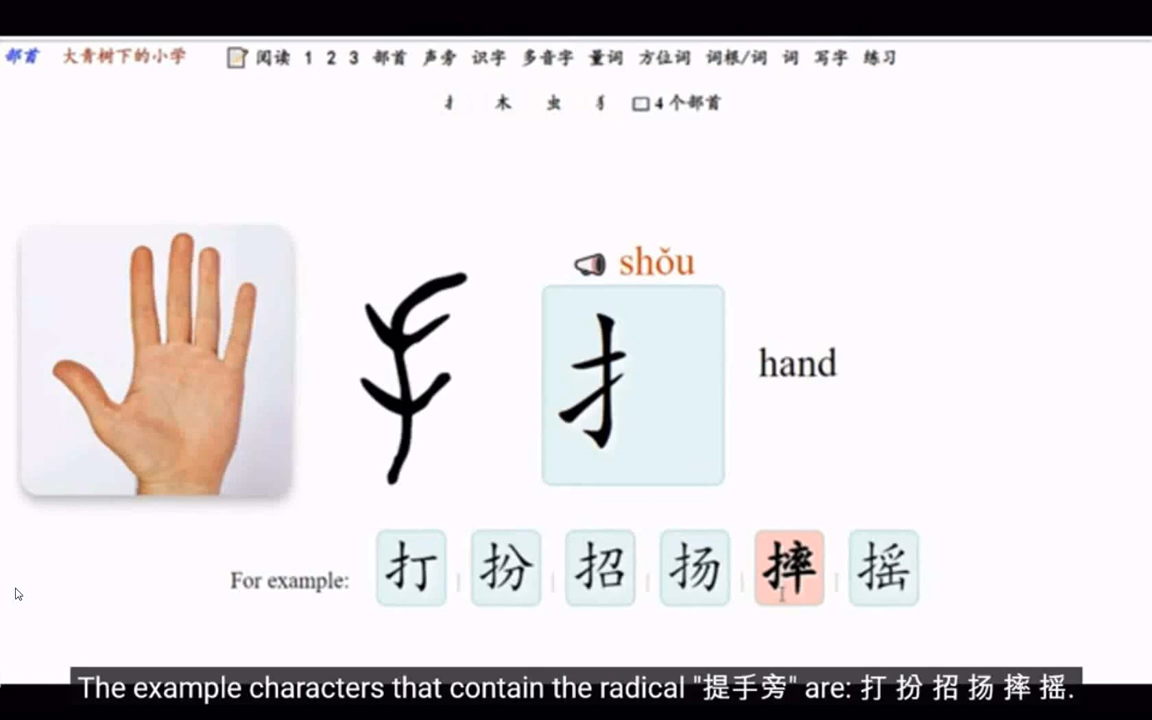 部首 大青树下的小学 阅读 1 2 3 部首 声旁 识字 多音字 量词 方位词 词根/词 词 写字 练习
扌 木 虫 犭 4 个部首
shǒu
扌
hand
For example: 打 扮 招 扬 摔 摇
The example characters that contain the radical "提手旁" are: 打 扮 招 扬 摔 摇.